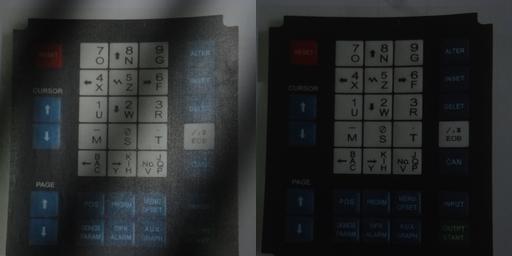 RESET 7 O 8 N 9 G ALTER
4 X 5 Z 6 F INSRT
CURSOR
1 U 2 W 3 R DELET
- M 0 S . T / , # EOB
B A C K I H Y J Q P No. V CAN
PAGE
POS PRGRM MENU OFSET INPUT
DGNOS PARAM OPR ALARM AUX GRAPH OUTPT START
RESET 7 O 8 N 9 G ALTER
4 X 5 Z 6 F INSRT
CURSOR
1 U 2 W 3 R DELET
- M 0 S . T / , # EOB
B A C K I H Y J Q P No. V CAN
PAGE
POS PRGRM MENU OFSET INPUT
DGNOS PARAM OPR ALARM AUX GRAPH OUTPT START